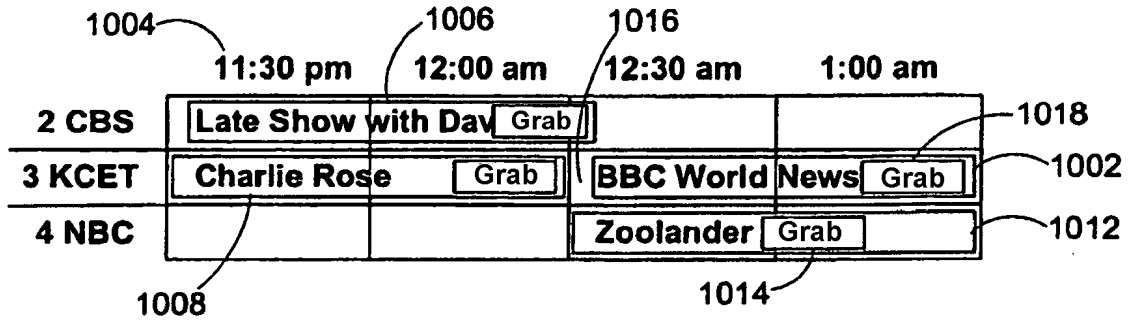 1004 1006 1016
11:30 pm 12:00 am 12:30 am 1:00 am
2 CBS Late Show with Dav Grab 1018
3 KCET Charlie Rose Grab BBC World News Grab 1002
4 NBC Zoolander Grab 1012
1008 1014